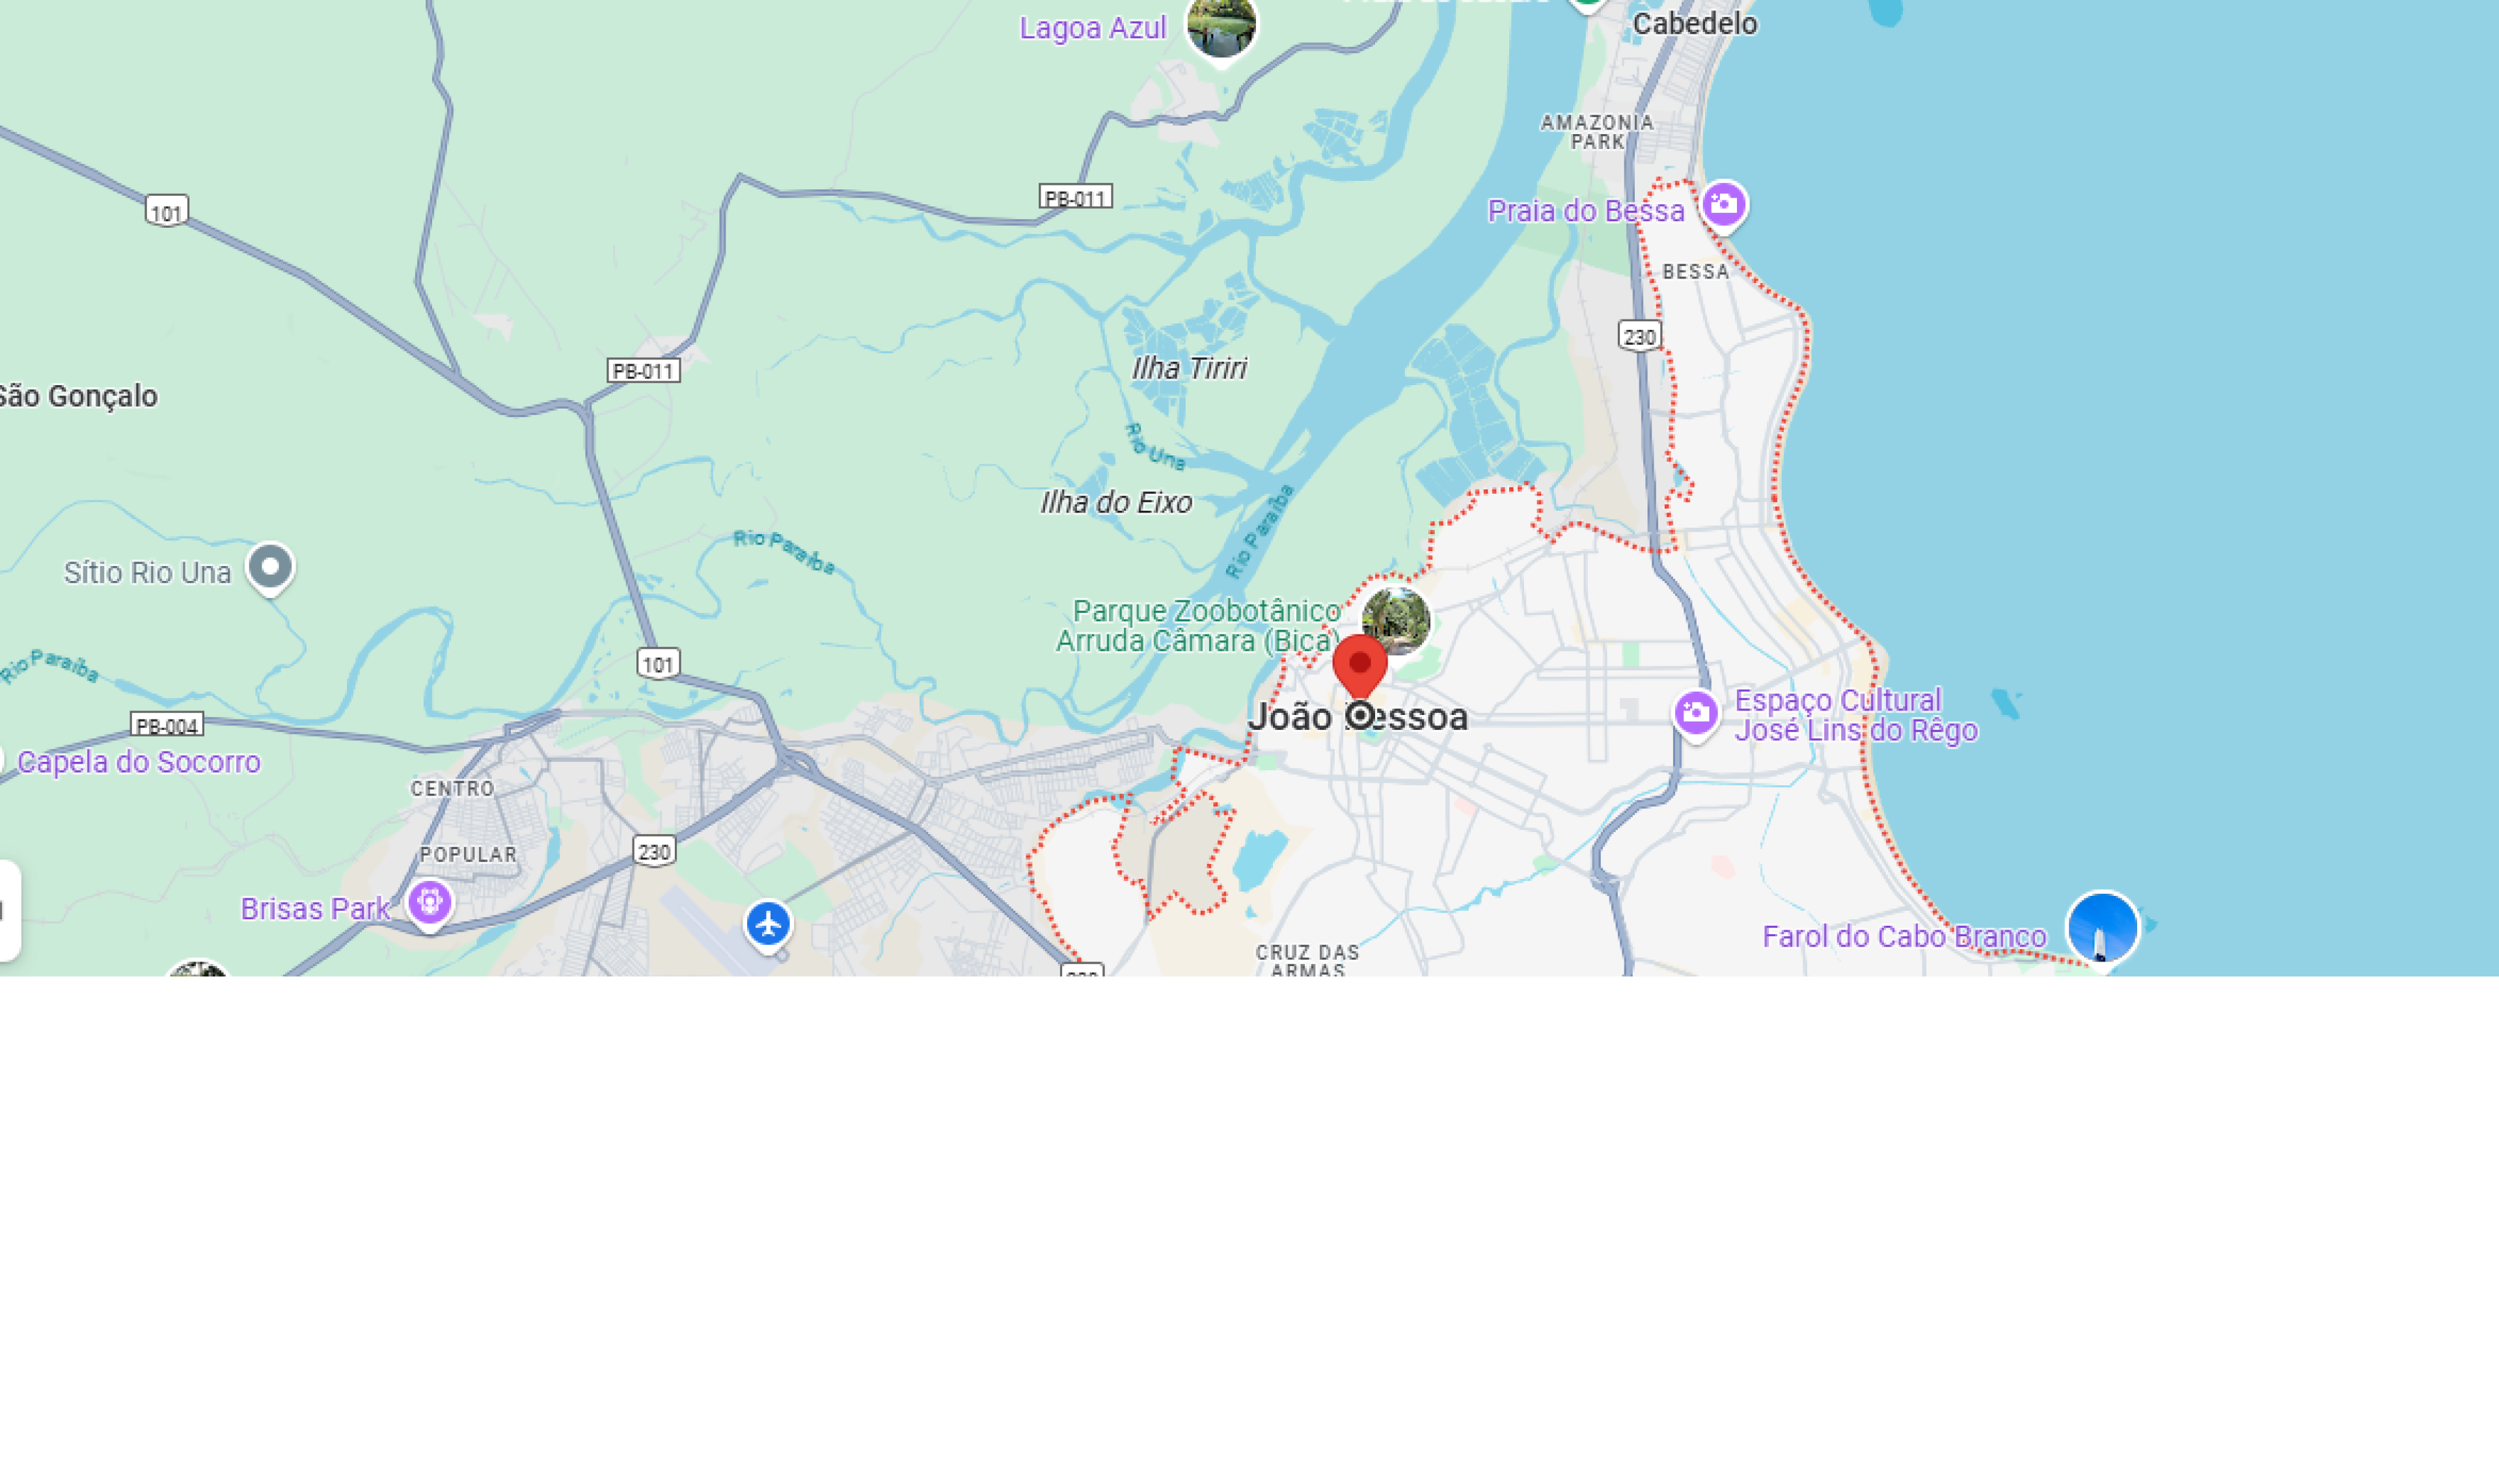 Lagoa Azul
Cabedelo
AMAZONIA
PARK
PB-011
101
Praia do Bessa
BESSA
230
Ilha Tiriri
PB-011
São Gonçalo
Rio Una
Ilha do Eixo
Rio Paraíba
Rio Paraíba
Sítio Rio Una
Parque Zoobotânico
Arruda Câmara (Bica)
Rio Paraíba
101
João Pessoa
Espaço Cultural
José Lins do Rêgo
PB-004
Capela do Socorro
CENTRO
POPULAR
230
Brisas Park
Farol do Cabo Branco
CRUZ DAS
ARMAS